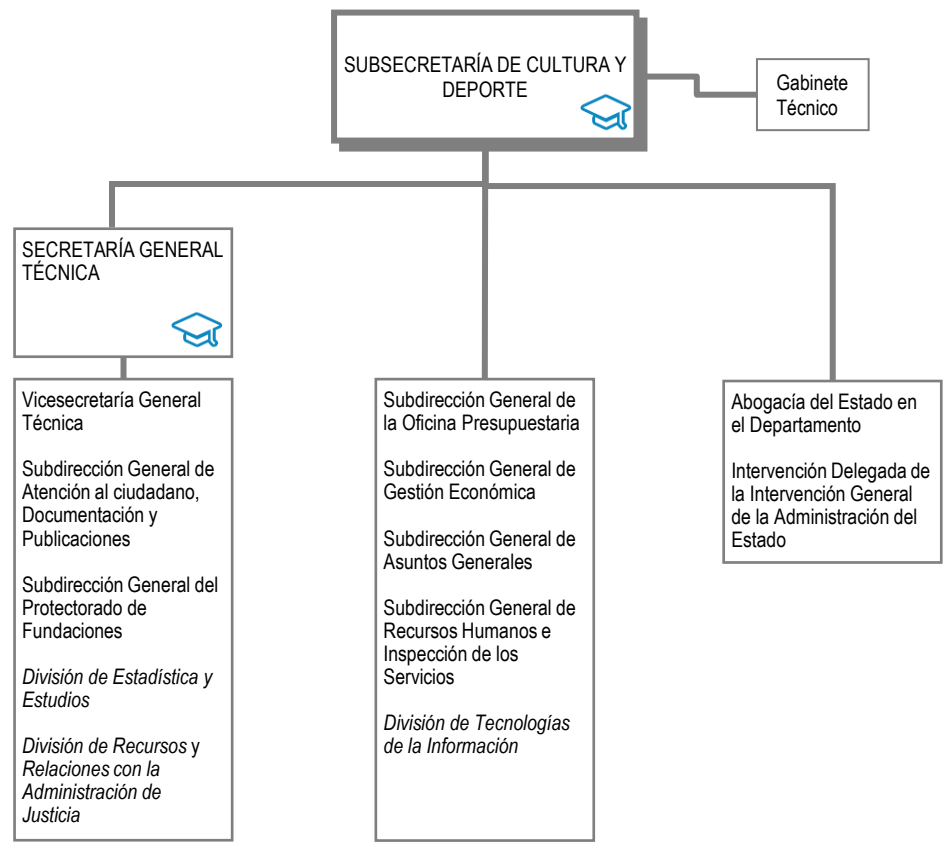 SUBSECRETARÍA DE CULTURA Y
DEPORTE
Gabinete
Técnico
SECRETARÍA GENERAL
TÉCNICA
Vicesecretaría General
Técnica
Subdirección General de
Atención al ciudadano,
Documentación y
Publicaciones
Subdirección General del
Protectorado de
Fundaciones
División de Estadística y
Estudios
División de Recursos y
Relaciones con la
Administración de
Justicia
Subdirección General de
la Oficina Presupuestaria
Subdirección General de
Gestión Económica
Subdirección General de
Asuntos Generales
Subdirección General de
Recursos Humanos e
Inspección de los
Servicios
División de Tecnologías
de la Información
Abogacía del Estado en
el Departamento
Intervención Delegada de
la Intervención General
de la Administración del
Estado